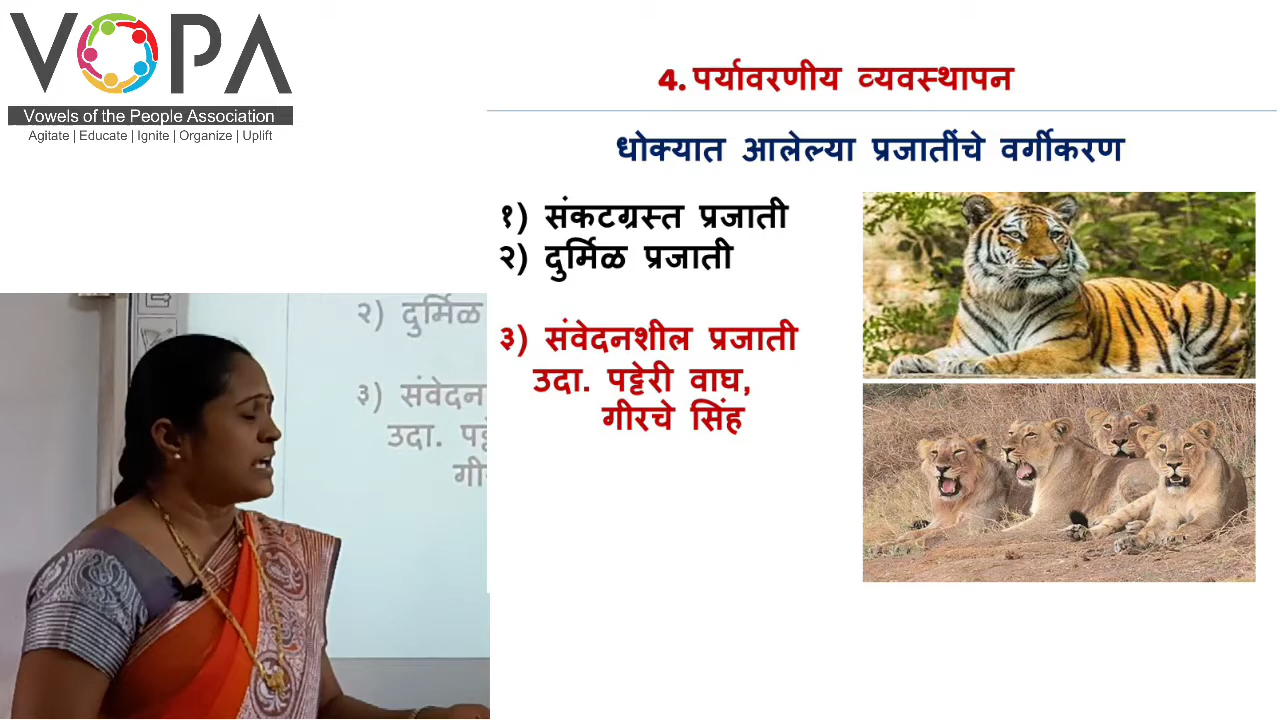 VOPA
Vowels of the People Association
Agitate | Educate | Ignite | Organize | Uplift
4. पर्यावरणीय व्यवस्थापन
धोक्यात आलेल्या प्रजातींचे वर्गीकरण
१) संकटग्रस्त प्रजाती
२) दुर्मिळ प्रजाती
३) संवेदनशील प्रजाती
उदा. पट्टेरी वाघ,
गीरचे सिंह
२) दुर्मिळ
३) संवेदन
उदा. पट्टे
गी